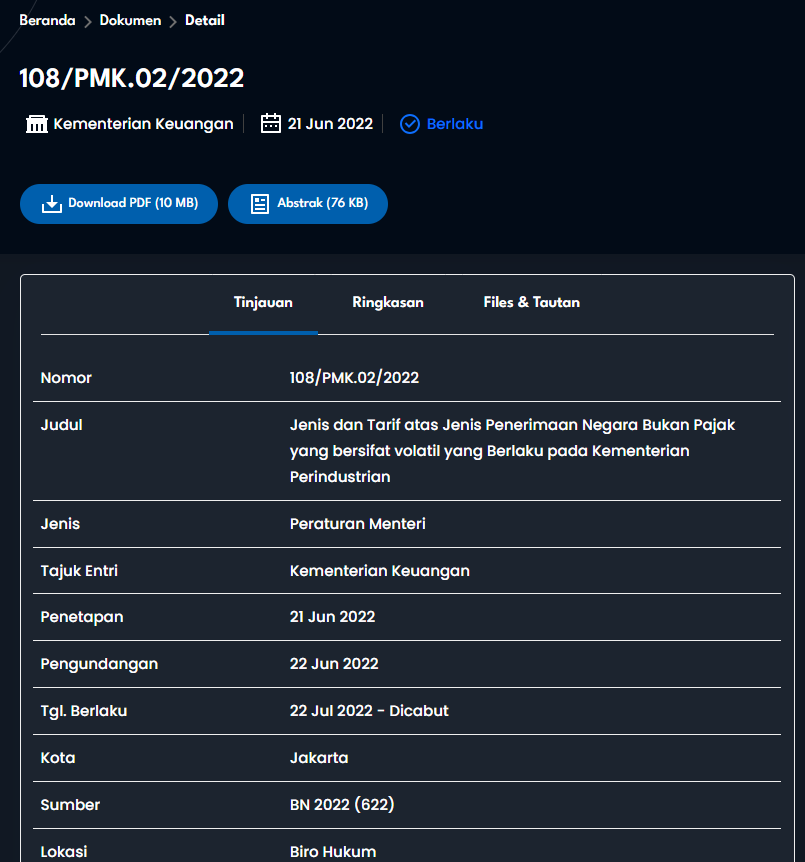 Beranda > Dokumen > Detail
108/PMK.02/2022
Kementerian Keuangan 21 Jun 2022 Berlaku
Download PDF (10 MB) Abstrak (76 KB)
Tinjauan Ringkasan Files & Tautan
Nomor 108/PMK.02/2022
Judul Jenis dan Tarif atas Jenis Penerimaan Negara Bukan Pajak
yang bersifat volatil yang Berlaku pada Kementerian
Perindustrian
Jenis Peraturan Menteri
Tajuk Entri Kementerian Keuangan
Penetapan 21 Jun 2022
Pengundangan 22 Jun 2022
Tgl. Berlaku 22 Jul 2022 - Dicabut
Kota Jakarta
Sumber BN 2022 (622)
Lokasi Biro Hukum